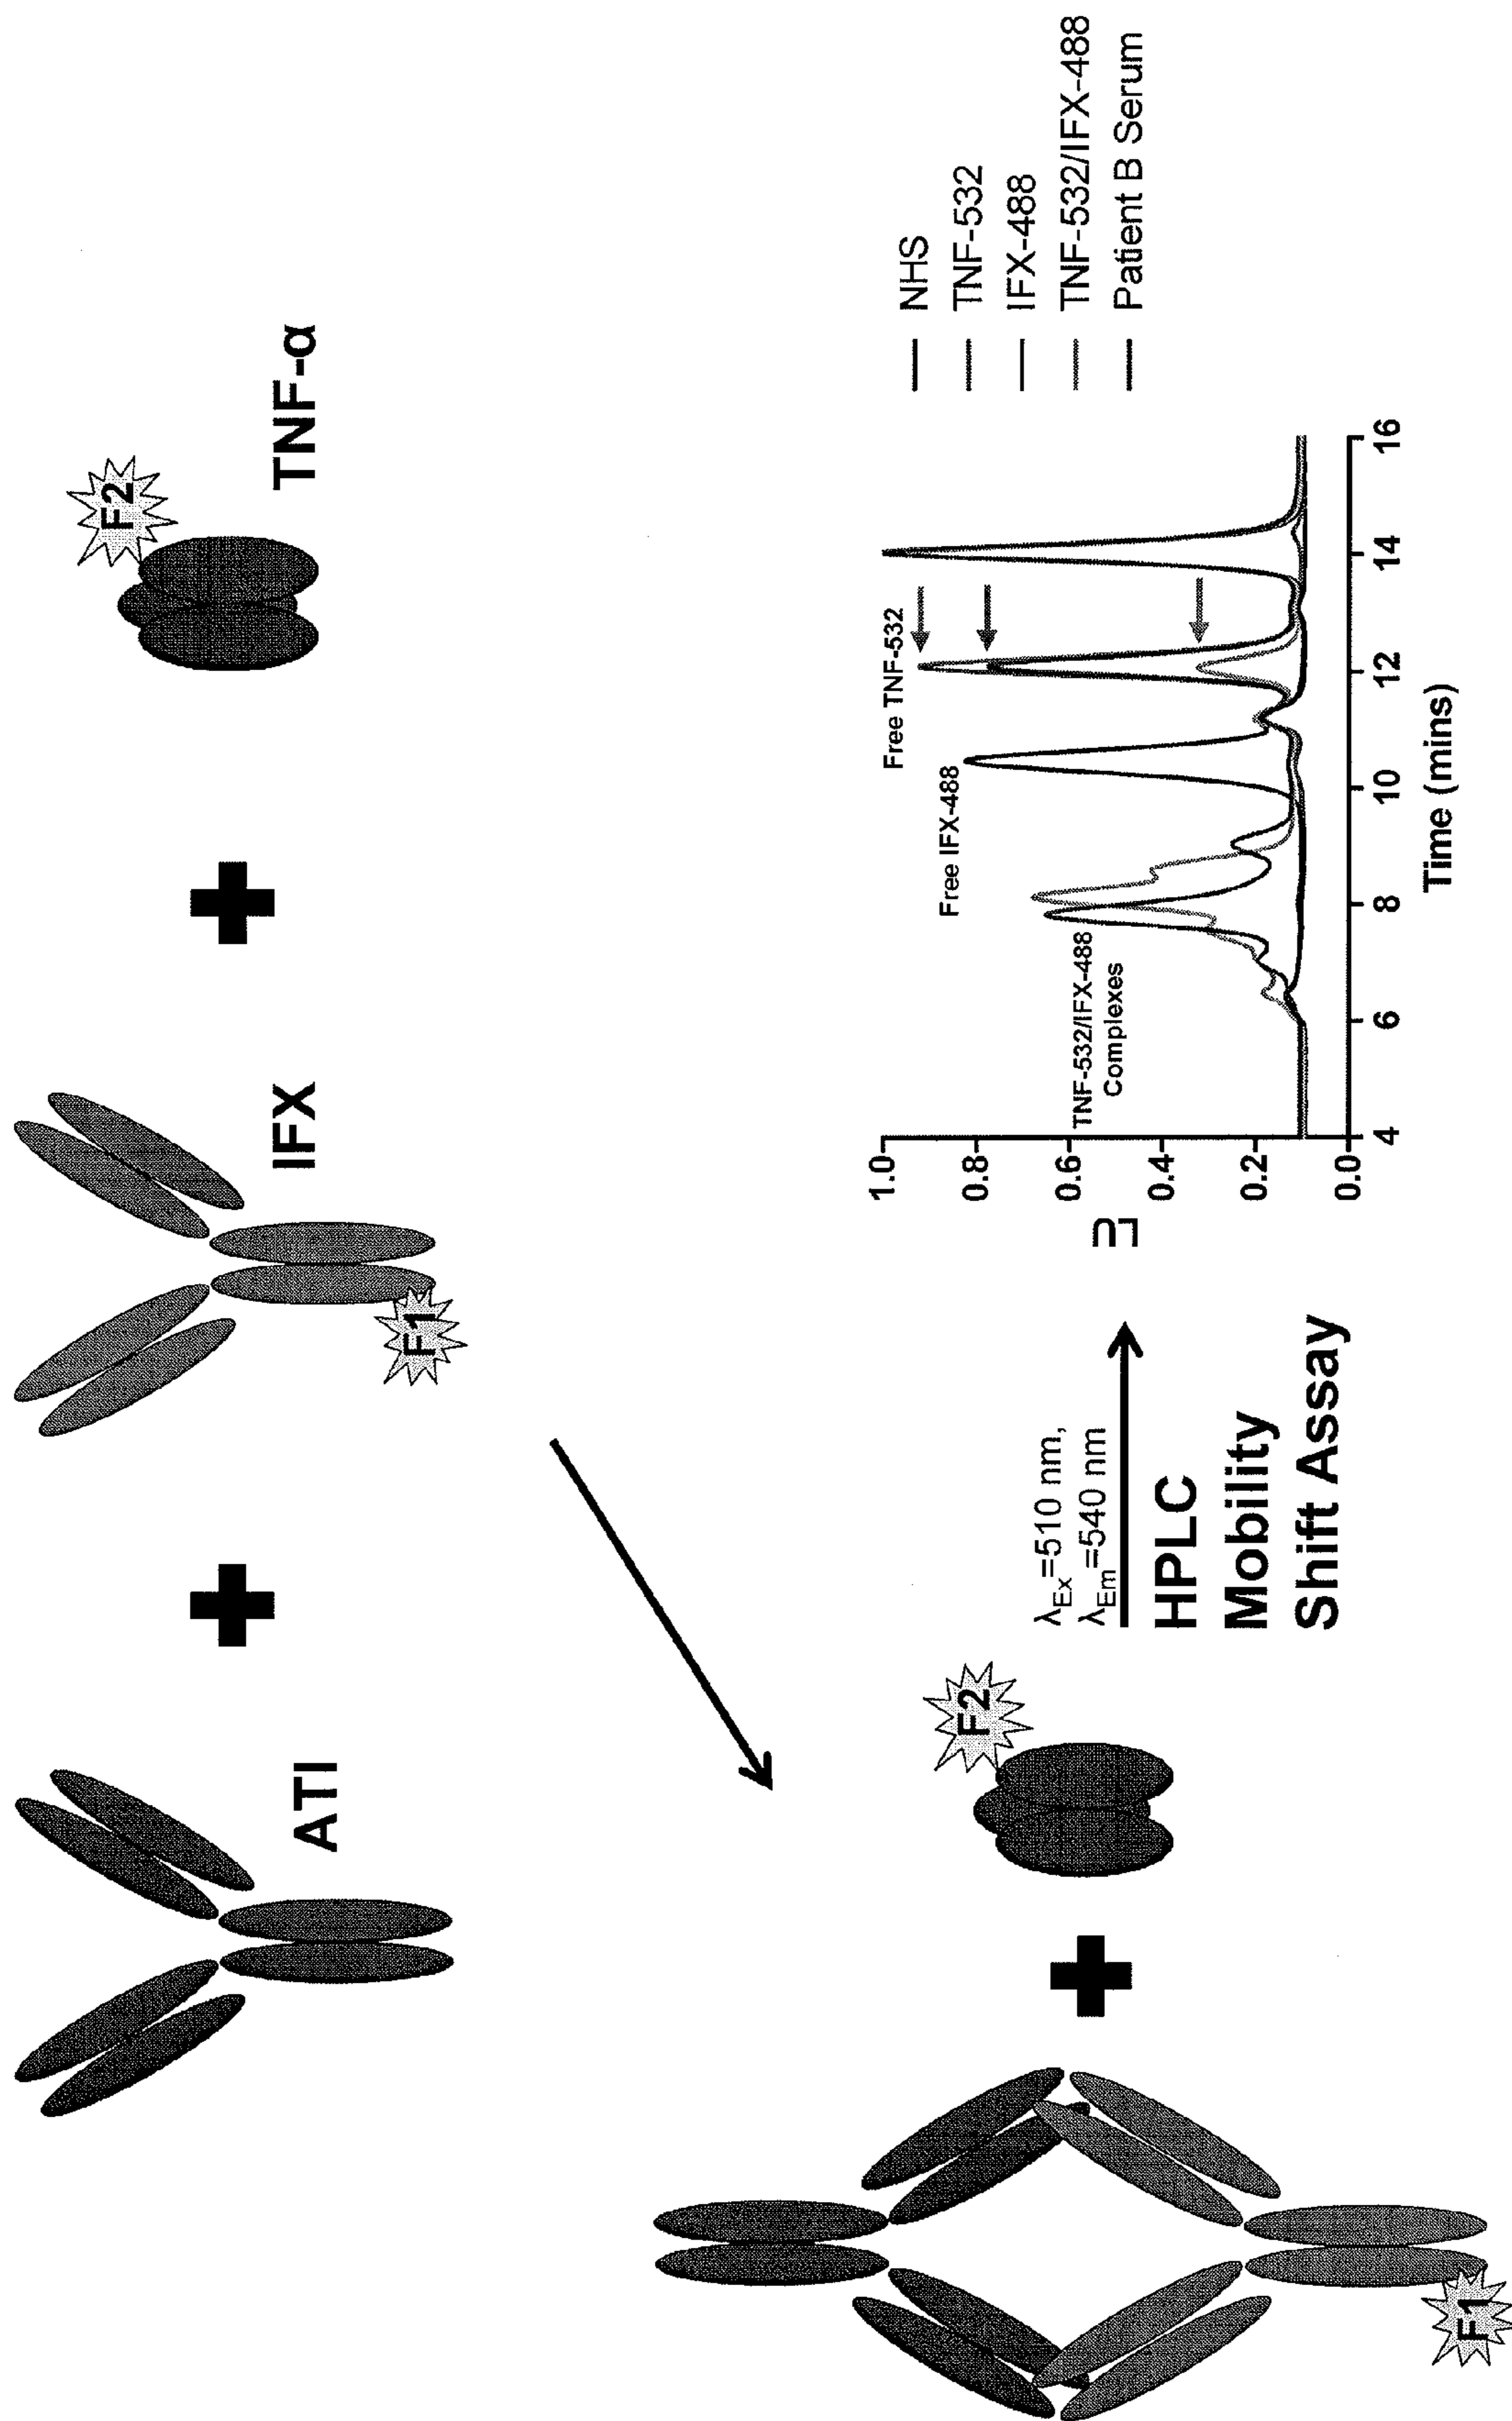 F2
F1
ATI
IFX
TNF-α
F2
F1
λEx=510 nm,
λEm=540 nm
HPLC
Mobility
Shift Assay
LU
1.0
0.8
0.6
0.4
0.2
0.0
4
6
8
10
12
14
16
Time (mins)
TNF-532/IFX-488
Complexes
Free IFX-488
Free TNF-532
NHS
TNF-532
IFX-488
TNF-532/IFX-488
Patient B Serum